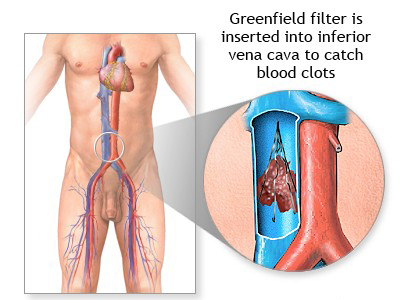 Greenfield filter is
inserted into inferior
vena cava to catch
blood clots